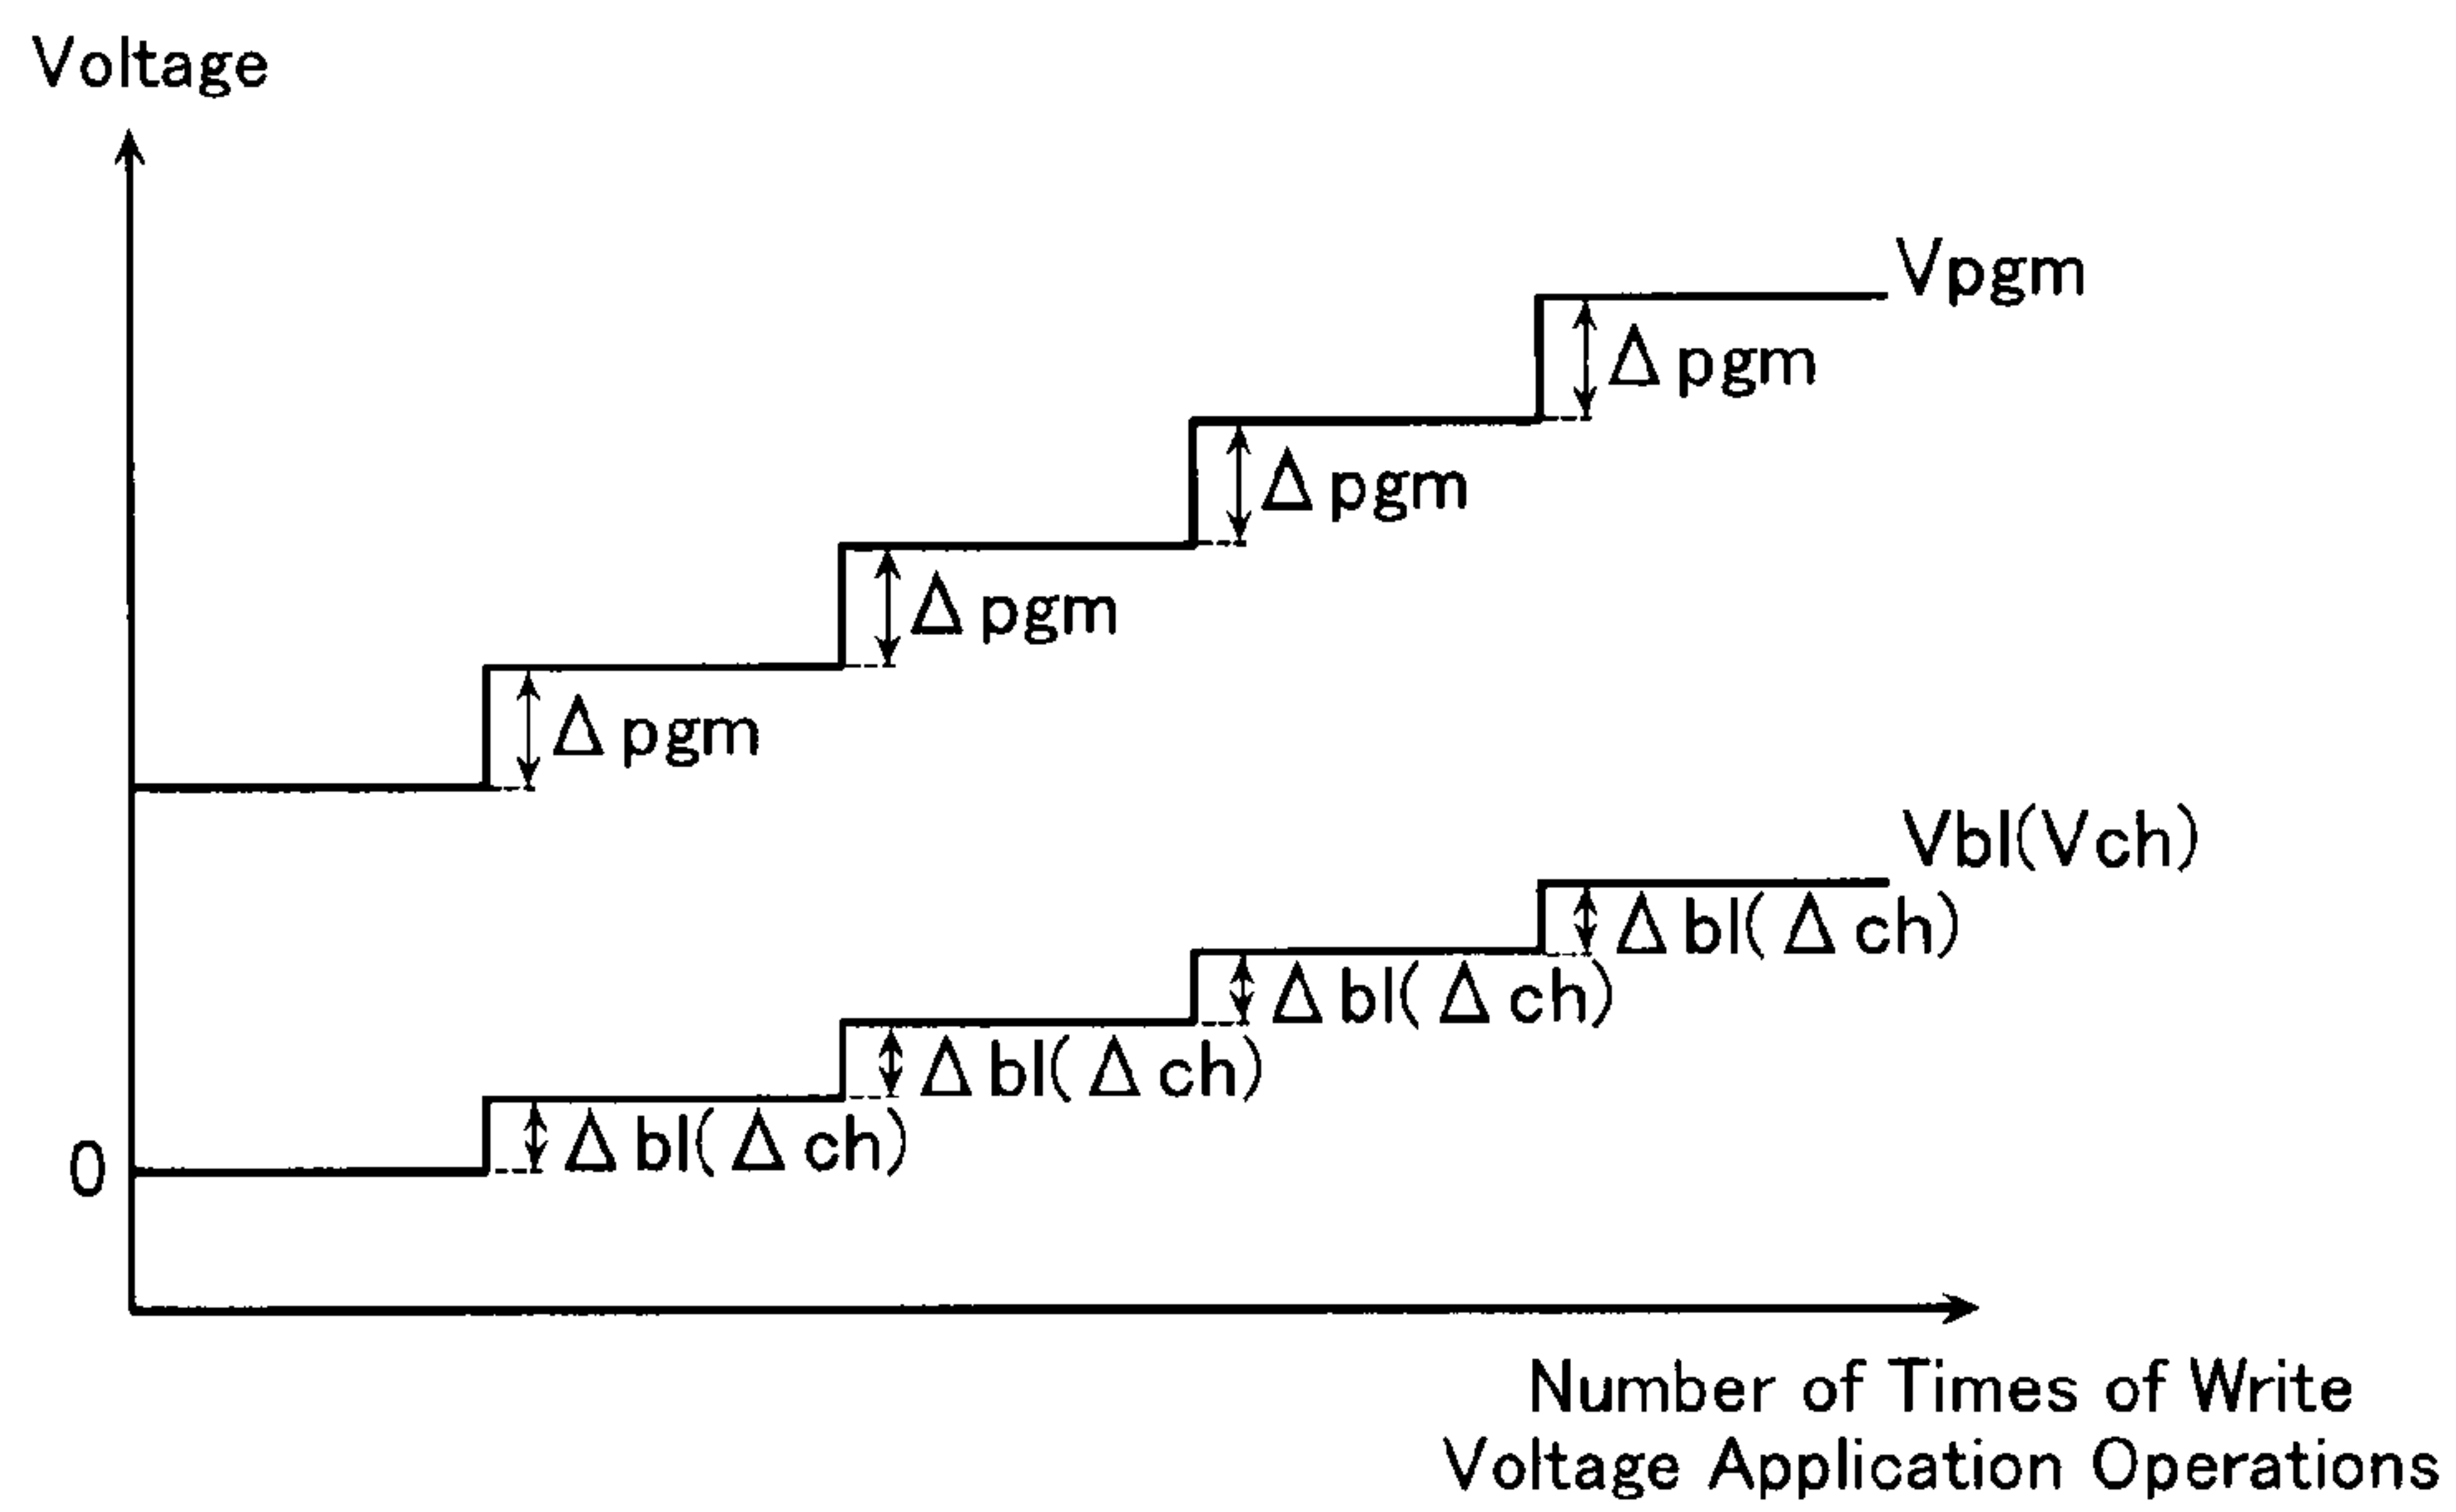 Voltage
Vpgm
Δpgm
Δpgm
Δpgm
Δpgm
Vbl(Vch)
Δbl(Δch)
Δbl(Δch)
Δbl(Δch)
Δbl(Δch)
0
Number of Times of Write
Voltage Application Operations